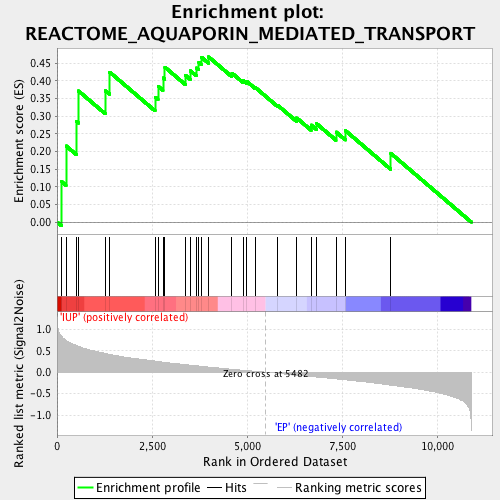 Enrichment plot:
REACTOME_AQUAPORIN_MEDIATED_TRANSPORT
Enrichment score (ES)
0.45
0.40
0.35
0.30
0.25
0.20
0.15
0.10
0.05
0.00
'IUP' (positively correlated)
Ranked list metric (Signal2Noise)
1.0
0.5
0.0
-0.5
-1.0
Zero cross at 5482
'EP' (negatively correlated)
0
2,500
5,000
7,500
10,000
Rank in Ordered Dataset
Enrichment profile
Hits
Ranking metric scores